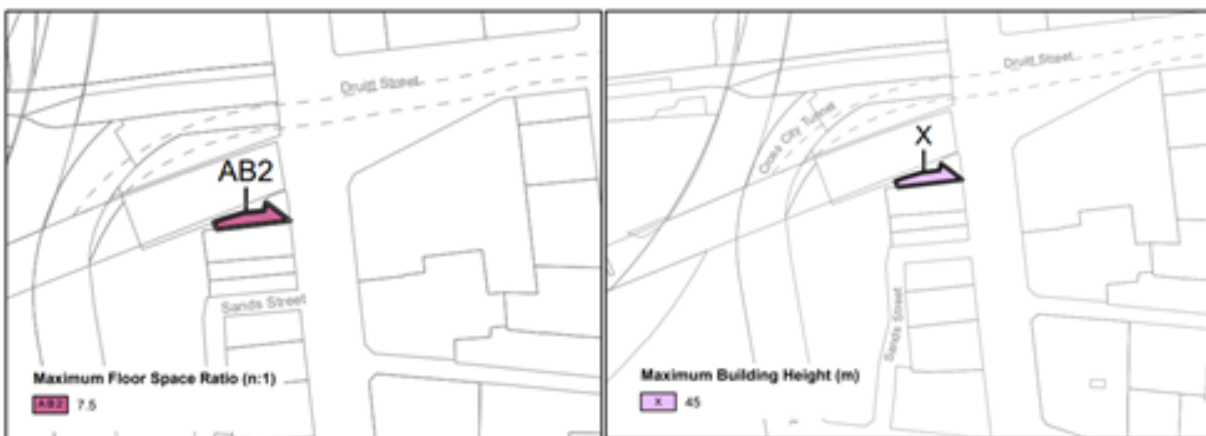 Druitt Street
AB2
Sands Street
Maximum Floor Space Ratio (n:1)
AB2 7.5
Druitt Street
Cross City Tunnel
X
Sands Street
Maximum Building Height (m)
X 45